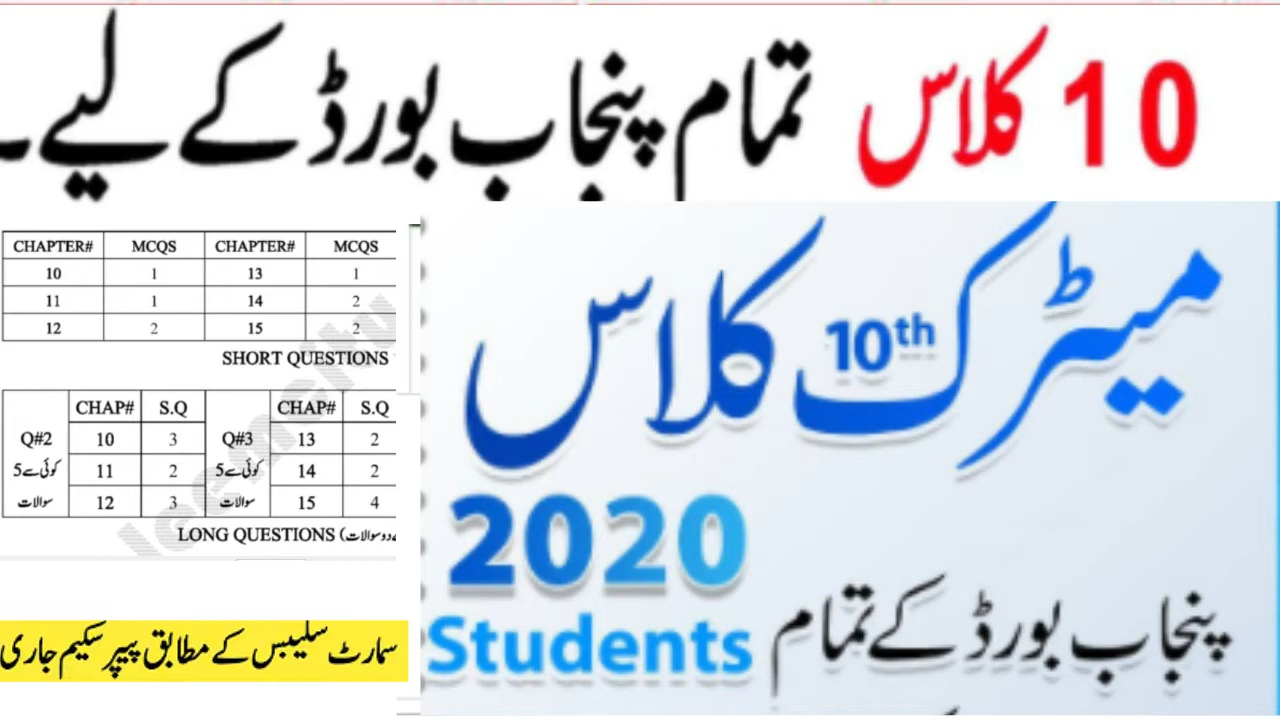 10 کلاس تمام پنجاب بورڈ کے لیے۔
CHAPTER# MCQS CHAPTER# MCQS
10 1 13 1
11 1 14 2
12 2 15 2
SHORT QUESTIONS
CHAP# S.Q CHAP# S.Q
Q#2 10 3 Q#3 13 2
کوئی سے 5 11 2 کوئی سے 5 14 2
سوالات 12 3 سوالات 15 4
LONG QUESTIONS (سے دو سوالات
سمارٹ سلیبس کے مطابق پیپر سکیم جاری
میٹرک 10th کلاس
2020
Students
پنجاب بورڈ کے تمام